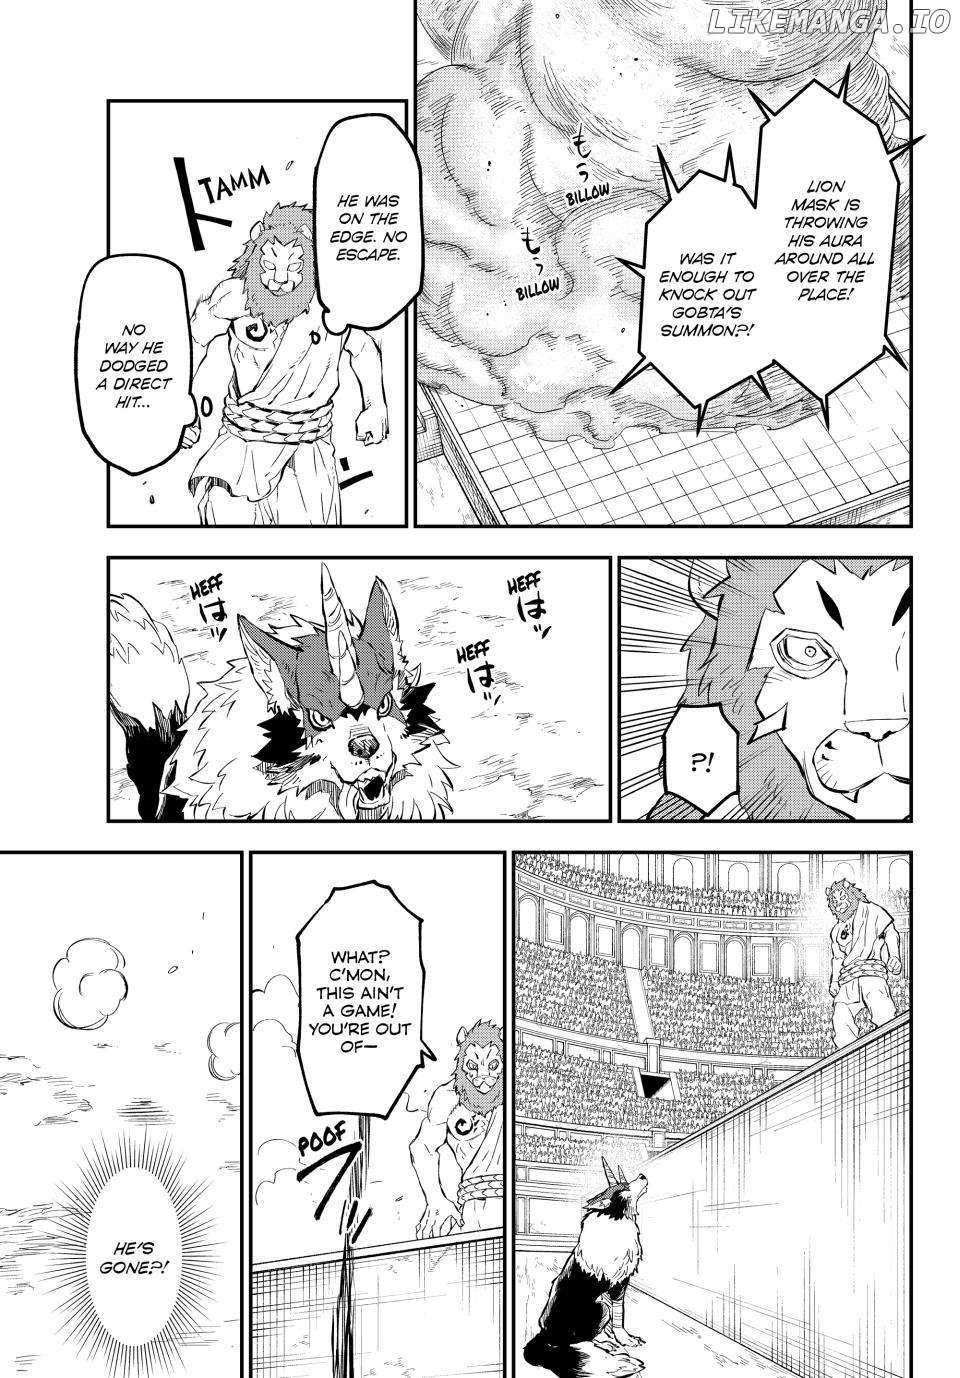 LIKEMANGA.IO
LION
MASK IS
THROWING
HIS AURA
AROUND ALL
OVER THE
PLACE!
WAS IT
ENOUGH TO
KNOCK OUT
GOBTA'S
SUMMON?!
もぅ
BILLOW
もぅ
BILLOW
HE WAS
ON THE
EDGE. NO
ESCAPE.
TAMM
NO
WAY HE
DODGED
A DIRECT
HIT...
?!
HEFF
はッ
HEFF
はッ
WHAT?
C'MON,
THIS AIN'T
A GAME!
YOU'RE OUT
OF—
POOF
HE'S
GONE?!